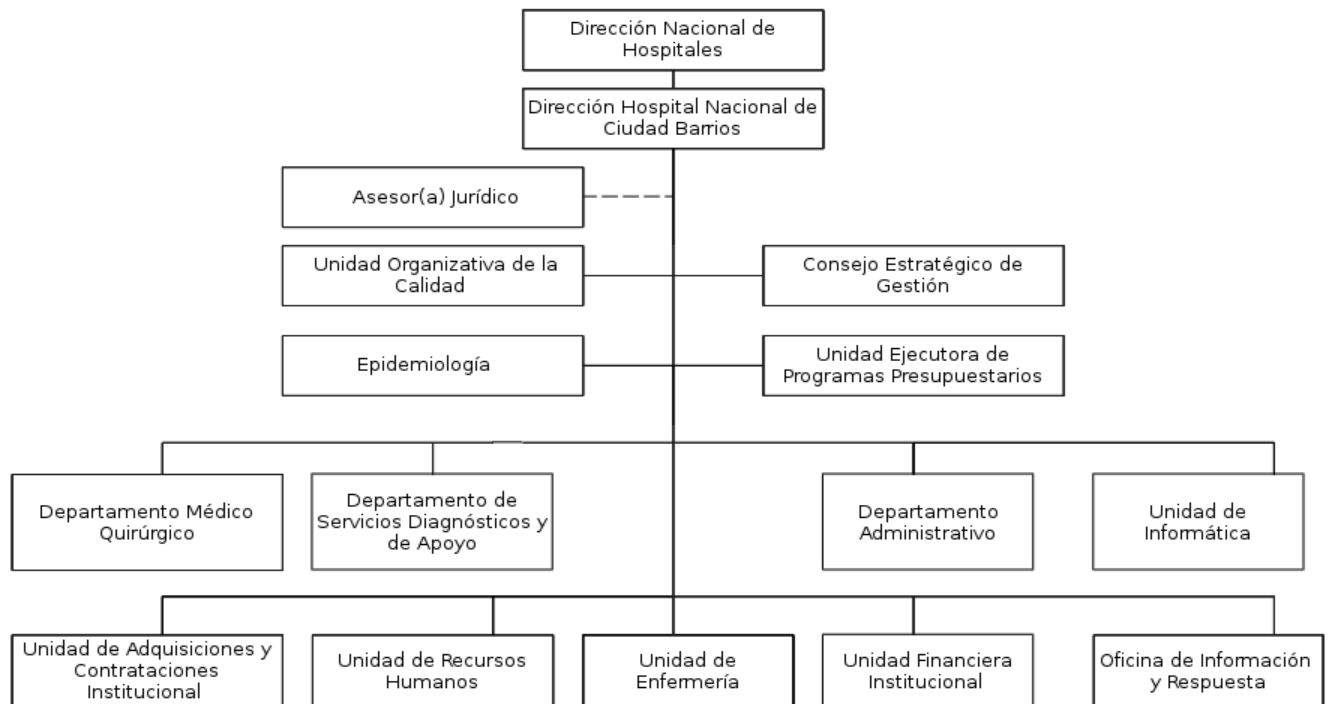 Dirección Nacional de
Hospitales
Dirección Hospital Nacional de
Ciudad Barrios
Asesor(a) Jurídico
Unidad Organizativa de la
Calidad
Consejo Estratégico de
Gestión
Epidemiología
Unidad Ejecutora de
Programas Presupuestarios
Departamento Médico
Quirúrgico
Departamento de
Servicios Diagnósticos y
de Apoyo
Departamento
Administrativo
Unidad de
Informática
Unidad de Adquisiciones y
Contrataciones
Institucional
Unidad de Recursos
Humanos
Unidad de
Enfermería
Unidad Financiera
Institucional
Oficina de Información
y Respuesta